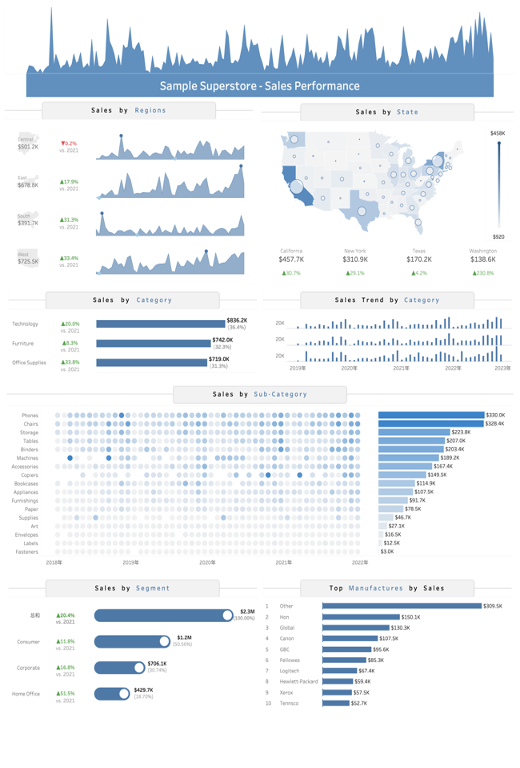 Sample Superstore - Sales Performance
Sales by Regions
Sales by State
Central
$501.2K
▼0.2%
vs. 2021
East
$678.8K
▲17.9%
vs. 2021
South
$391.7K
▲31.3%
vs. 2021
West
$725.5K
▲33.4%
vs. 2021
$458K
$920
California
$457.7K
▲30.7%
New York
$310.9K
▲29.1%
Texas
$170.2K
▲4.2%
Washington
$138.6K
▲230.8%
Sales by Category
Sales Trend by Category
Technology
▲20.0%
vs. 2021
$836.2K
(36.4%)
Furniture
▲8.3%
vs. 2021
$742.0K
(32.3%)
Office Supplies
▲33.8%
vs. 2021
$719.0K
(31.3%)
20K
20K
20K
2019年 2020年 2021年 2022年 2023年
Sales by Sub-Category
Phones $330.0K
Chairs $328.4K
Storage $223.8K
Tables $207.0K
Binders $203.4K
Machines $189.2K
Accessories $167.4K
Copiers $149.5K
Bookcases $114.9K
Appliances $107.5K
Furnishings $91.7K
Paper $78.5K
Supplies $46.7K
Art $27.1K
Envelopes $16.5K
Labels $12.5K
Fasteners $3.0K
2018年 2019年 2020年 2021年 2022年
Sales by Segment
Top Manufactures by Sales
总和
▲20.4%
vs. 2021
$2.3M
(100.00%)
Consumer
▲11.8%
vs. 2021
$1.2M
Corporate
▲16.8%
vs. 2021
$706.1K
(30.74%)
Home Office
▲51.5%
vs. 2021
$429.7K
1 Other $309.5K
2 Hon $150.1K
3 Global $130.3K
4 Canon $107.5K
5 GBC $95.6K
6 Fellowes $85.3K
7 Logitech $67.4K
8 Hewlett-Packard $59.4K
9 Xerox $57.5K
10 Tennsco $52.7K